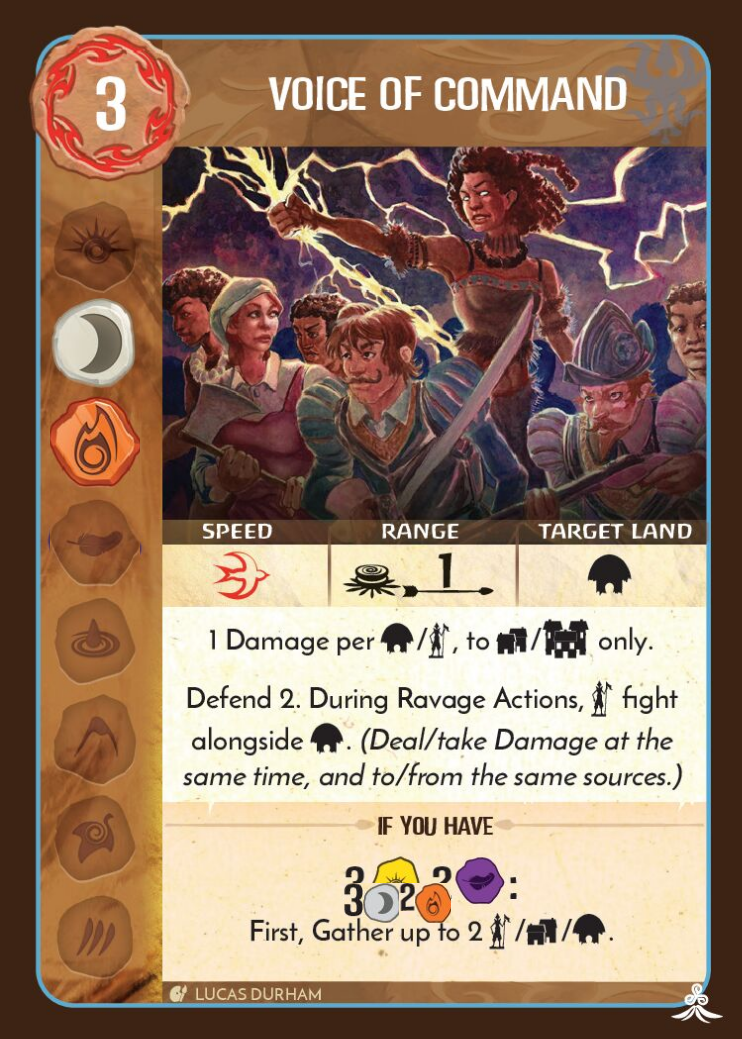 3
VOICE OF COMMAND
SPEED RANGE TARGET LAND
1
1 Damage per / , to / only.
Defend 2. During Ravage Actions, fight
alongside . (Deal/take Damage at the
same time, and to/from the same sources.)
IF YOU HAVE
3 :
3 2
First, Gather up to 2 / / .
LUCAS DURHAM